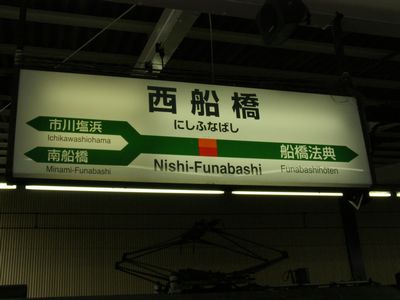 西船橋
にしふなばし
市川塩浜
Ichikawashiohama
南船橋
Minami-Funabashi
Nishi-Funabashi
船橋法典
Funabashihōten